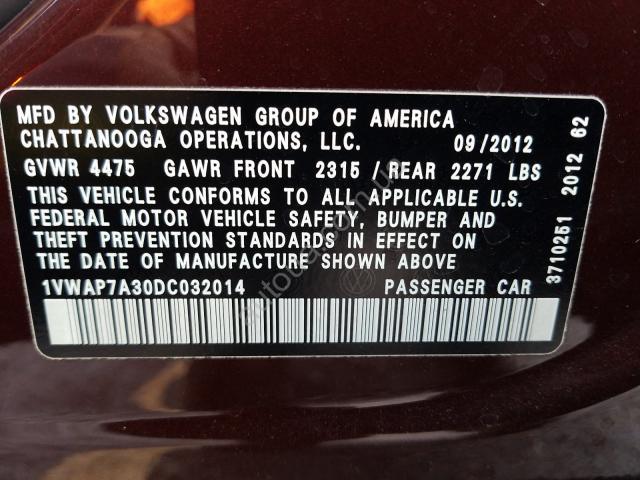 MFD BY VOLKSWAGEN GROUP OF AMERICA
CHATTANOOGA OPERATIONS, LLC. 09/2012
GVWR 4475 GAWR FRONT 2315/REAR 2271 LBS
THIS VEHICLE CONFORMS TO ALL APPLICABLE U.S.
FEDERAL MOTOR VEHICLE SAFETY, BUMPER AND
THEFT PREVENTION STANDARDS IN EFFECT ON
THE DATE OF MANUFACTURE SHOWN ABOVE
1VWAP7A30DC032014 PASSENGER CAR
3710251 2012 62